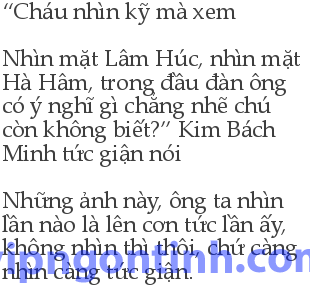 “Cháu nhìn kỹ mà xem
Nhìn mặt Lâm Húc, nhìn mặt
Hà Hâm, trong đầu đàn ông
có ý nghĩ gì chẳng nhẽ chú
còn không biết?” Kim Bách
Minh tức giận nói
Những ảnh này, ông ta nhìn
lần nào là lên cơn tức lần ấy,
không nhìn thì thôi, chứ càng
nhìn càng tức giận.
vipngontinh.com